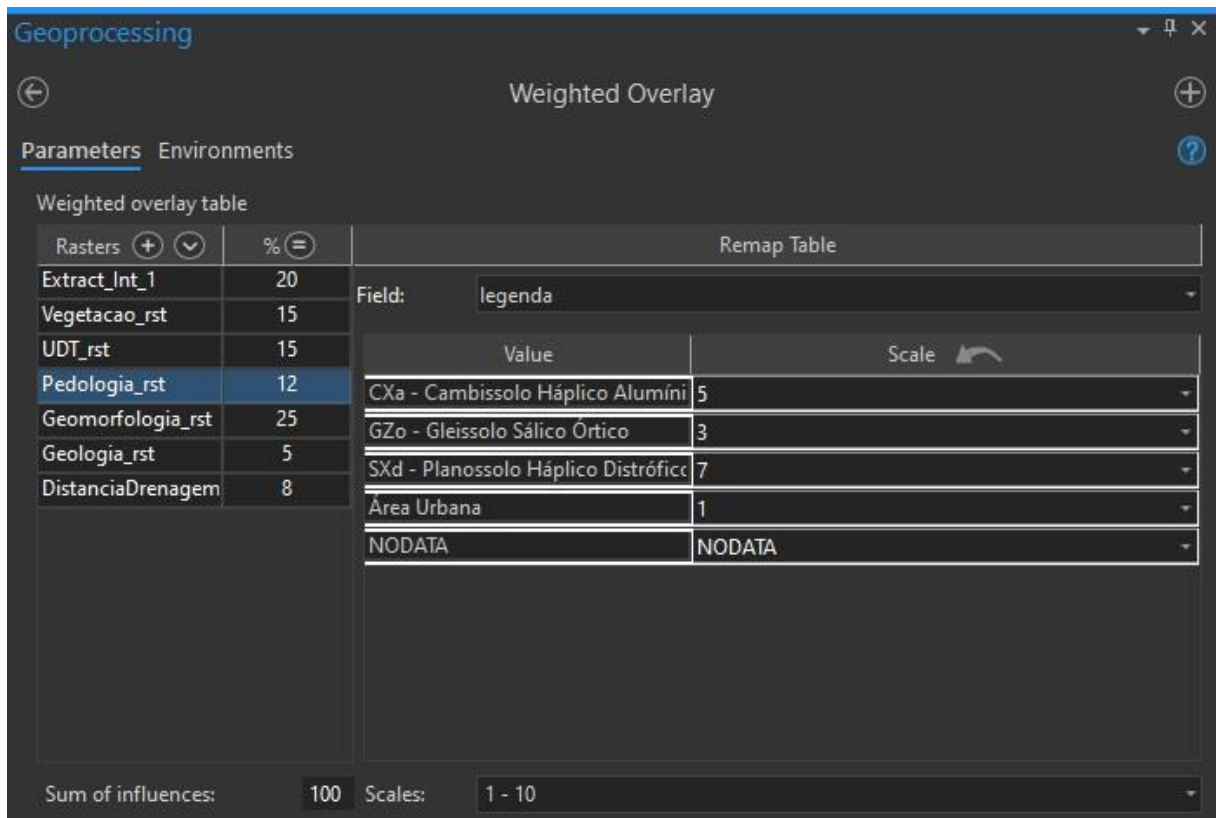 Geoprocessing
Weighted Overlay
Parameters Environments
Weighted overlay table
Rasters % Remap Table
Extract_Int_1 20
Field: legenda
Vegetacao_rst 15
UDT_rst 15
Value Scale
Pedologia_rst 12
CXa - Cambissolo Háplico Alumíni 5
Geomorfologia_rst 25
GZo - Gleissolo Sálico Órtico 3
Geologia_rst 5
SXd - Planossolo Háplico Distrófico 7
DistanciaDrenagem 8
Área Urbana 1
NODATA NODATA
Sum of influences: 100 Scales: 1 - 10